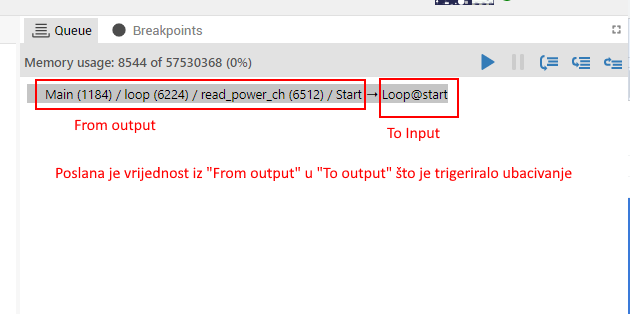 Queue Breakpoints
Memory usage: 8544 of 57530368 (0%)
Main (1184) / loop (6224) / read_power_ch (6512) / Start → Loop@start
From output
To Input
Poslana je vrijednost iz "From output" u "To output" što je trigeriralo ubacivanje